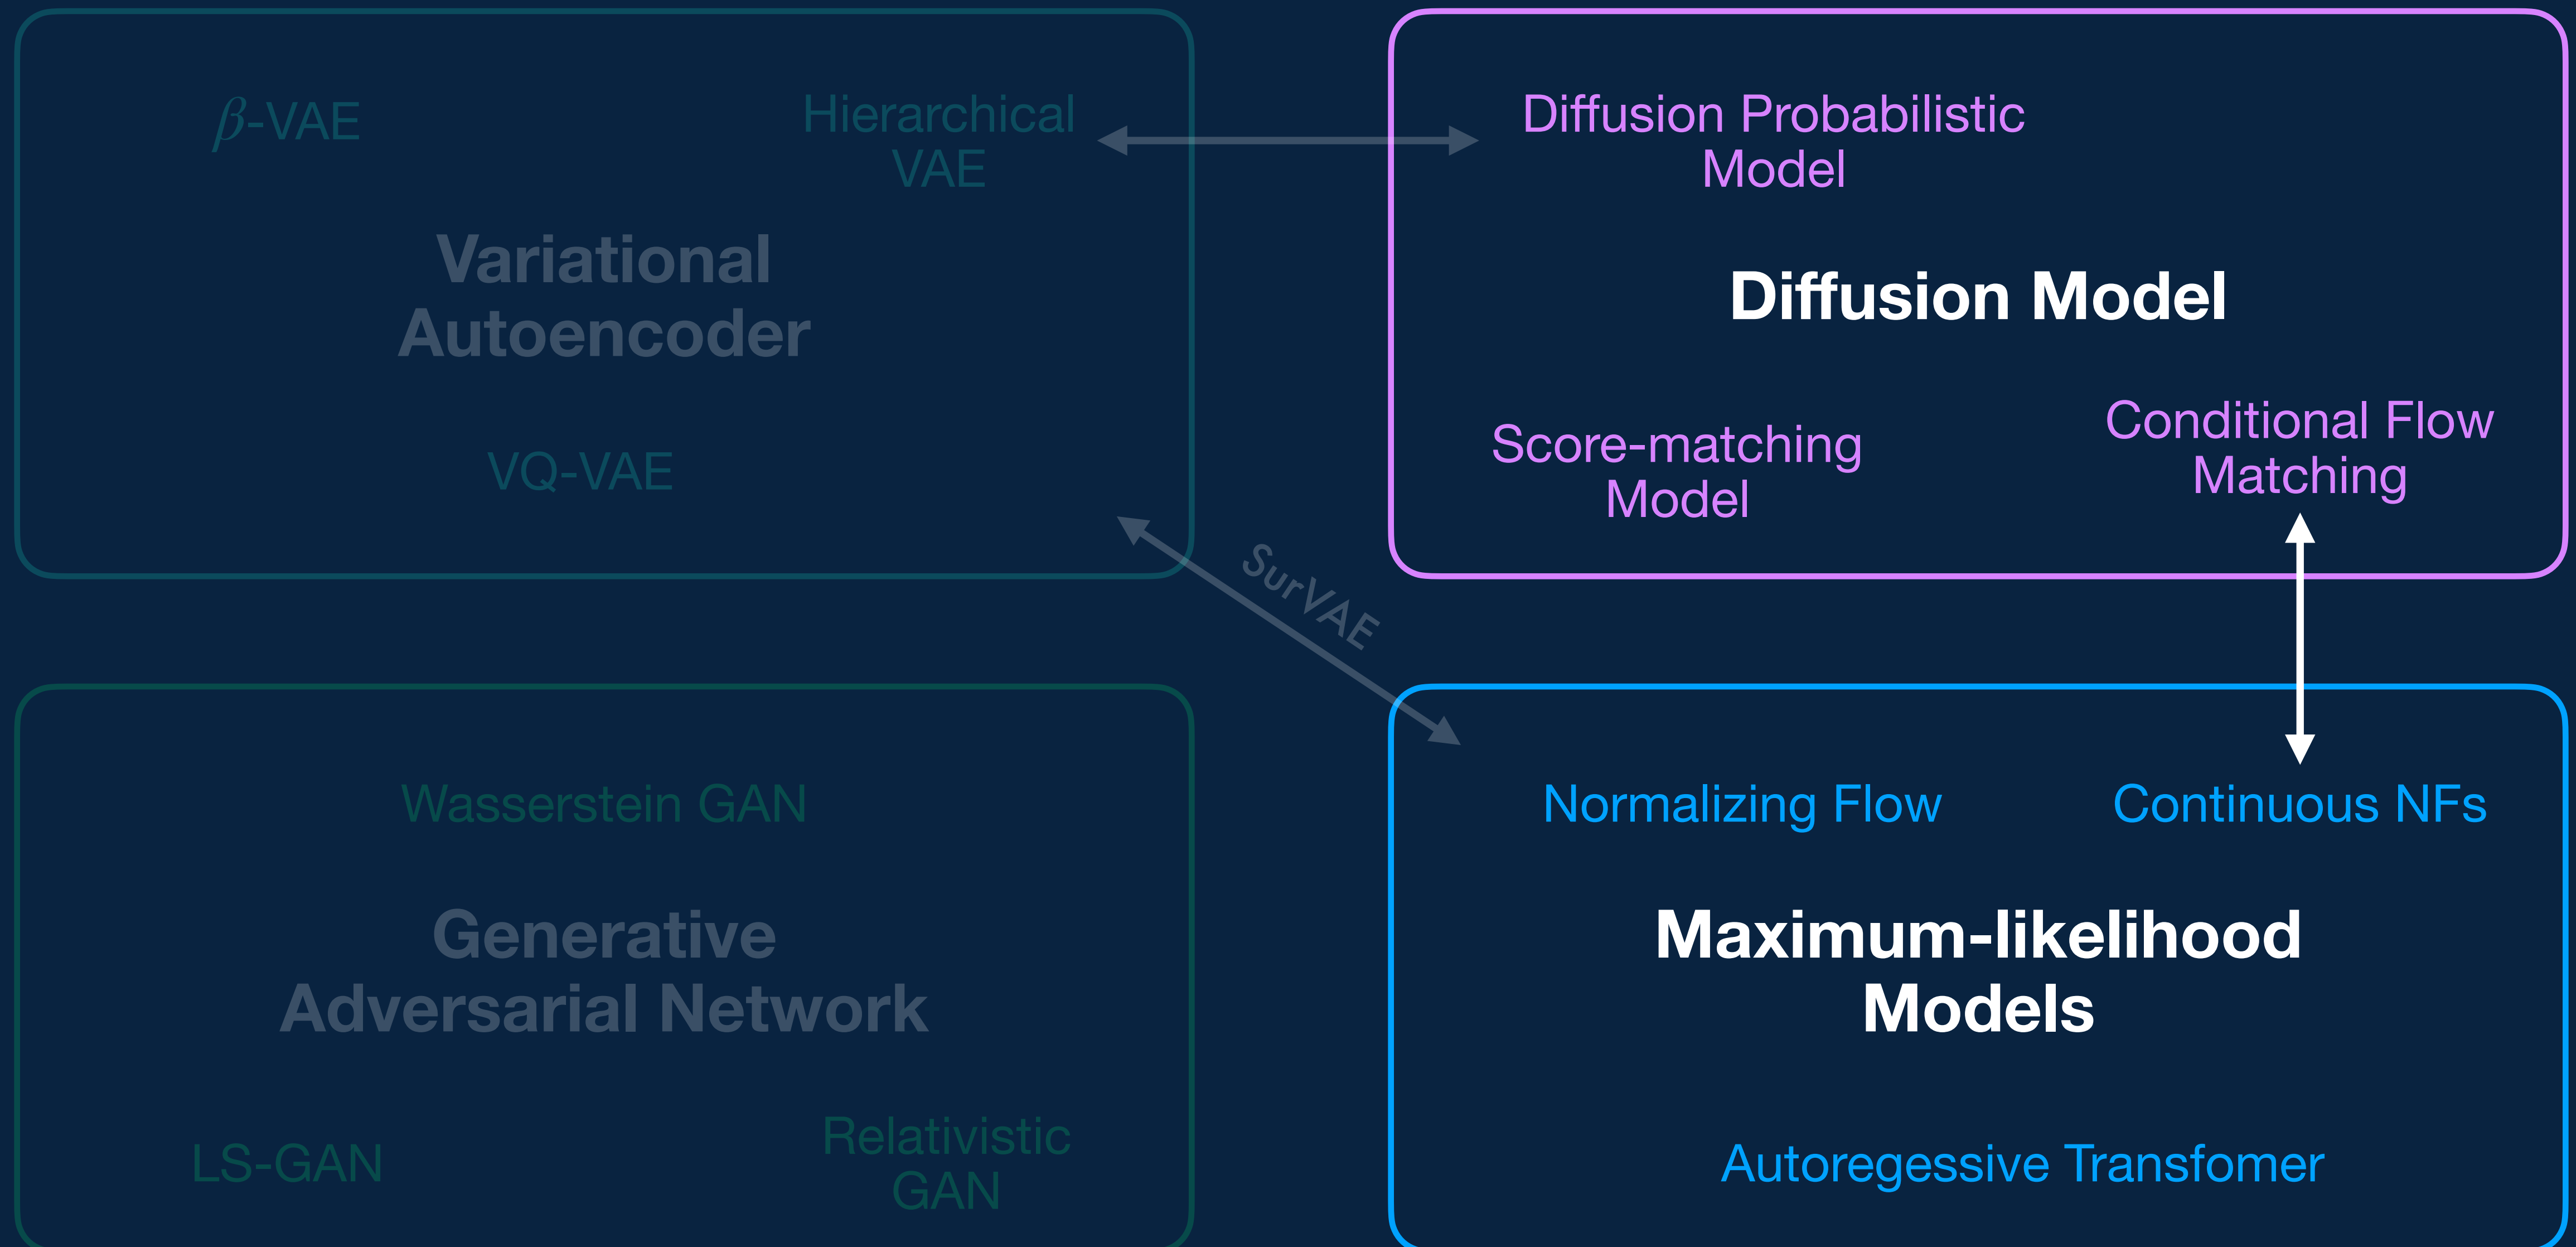 β-VAE
Hierarchical
VAE
Variational
Autoencoder
VQ-VAE
Diffusion Probabilistic
Model
Diffusion Model
Score-matching
Model
Conditional Flow
Matching
SurVAE
Wasserstein GAN
Generative
Adversarial Network
LS-GAN
Relativistic
GAN
Normalizing Flow
Continuous NFs
Maximum-likelihood
Models
Autoregessive Transfomer